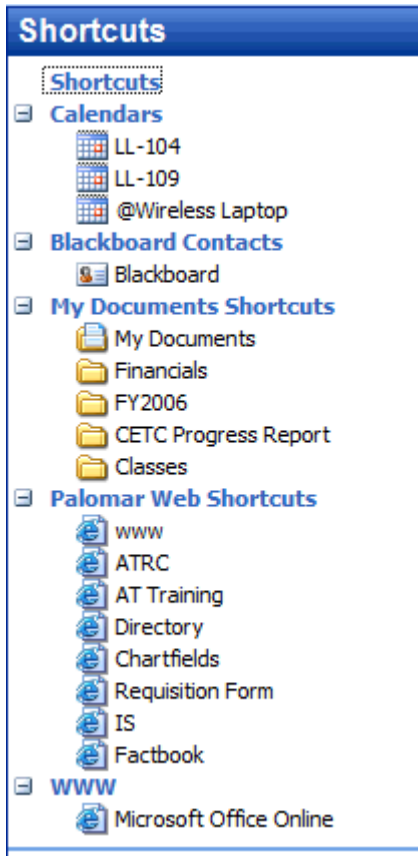 Shortcuts
Shortcuts
Calendars
LL-104
LL-109
@Wireless Laptop
Blackboard Contacts
Blackboard
My Documents Shortcuts
My Documents
Financials
FY2006
CETC Progress Report
Classes
Palomar Web Shortcuts
www
ATRC
AT Training
Directory
Chartfields
Requisition Form
IS
Factbook
WWW
Microsoft Office Online